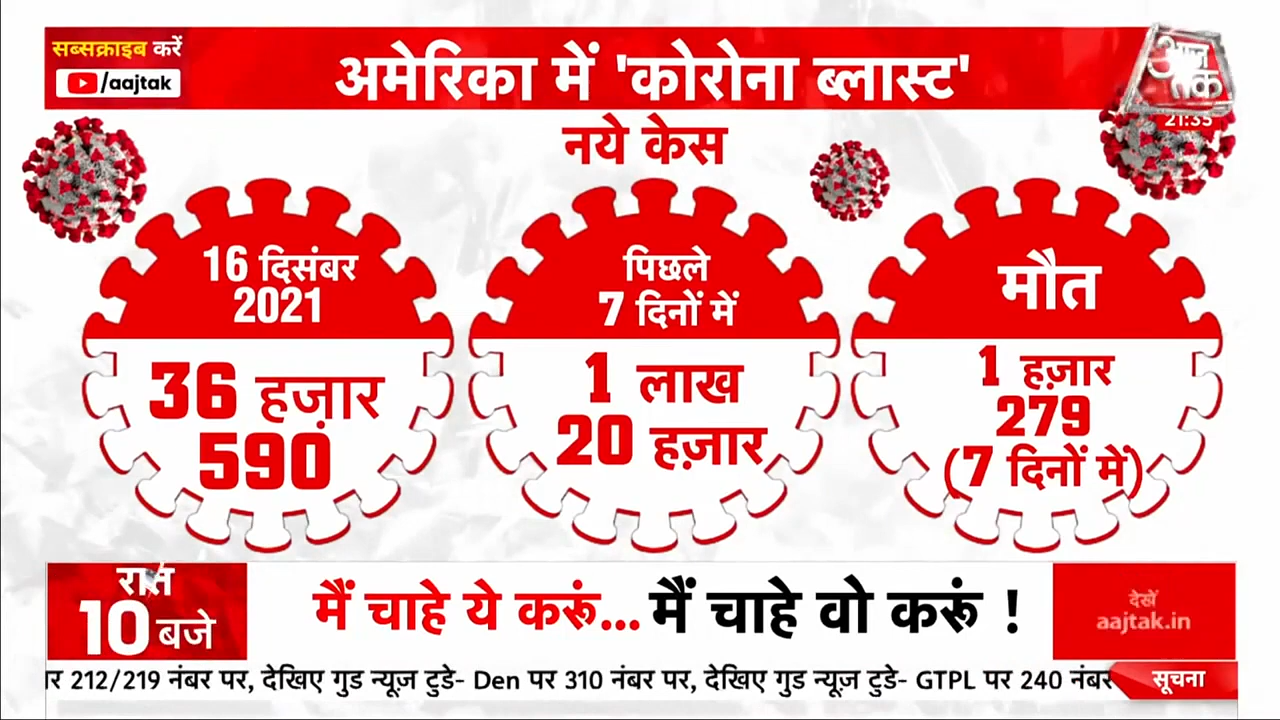 सब्सक्राइब करें
/aajtak
अमेरिका में 'कोरोना ब्लास्ट'
आज तक
21:35
नये केस
16 दिसंबर
2021
36 हज़ार
590
पिछले
7 दिनों में
1 लाख
20 हज़ार
मौत
1 हज़ार
279
(7 दिनों में)
रात
10 बजे
मैं चाहे ये करूं... मैं चाहे वो करूं !
देखें
aajtak.in
212/219 नंबर पर, देखिए गुड न्यूज़ टुडे- Den पर 310 नंबर पर, देखिए गुड न्यूज़ टुडे- GTPL पर 240 नंबर
सूचना